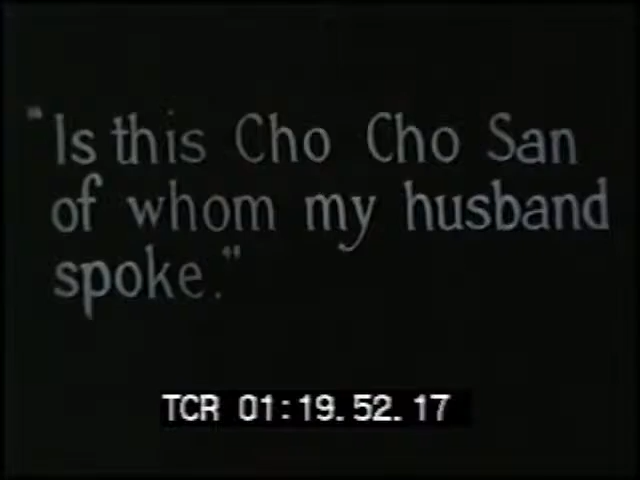 "Is this Cho Cho San
of whom my husband
spoke."
TCR 01:19.52.17